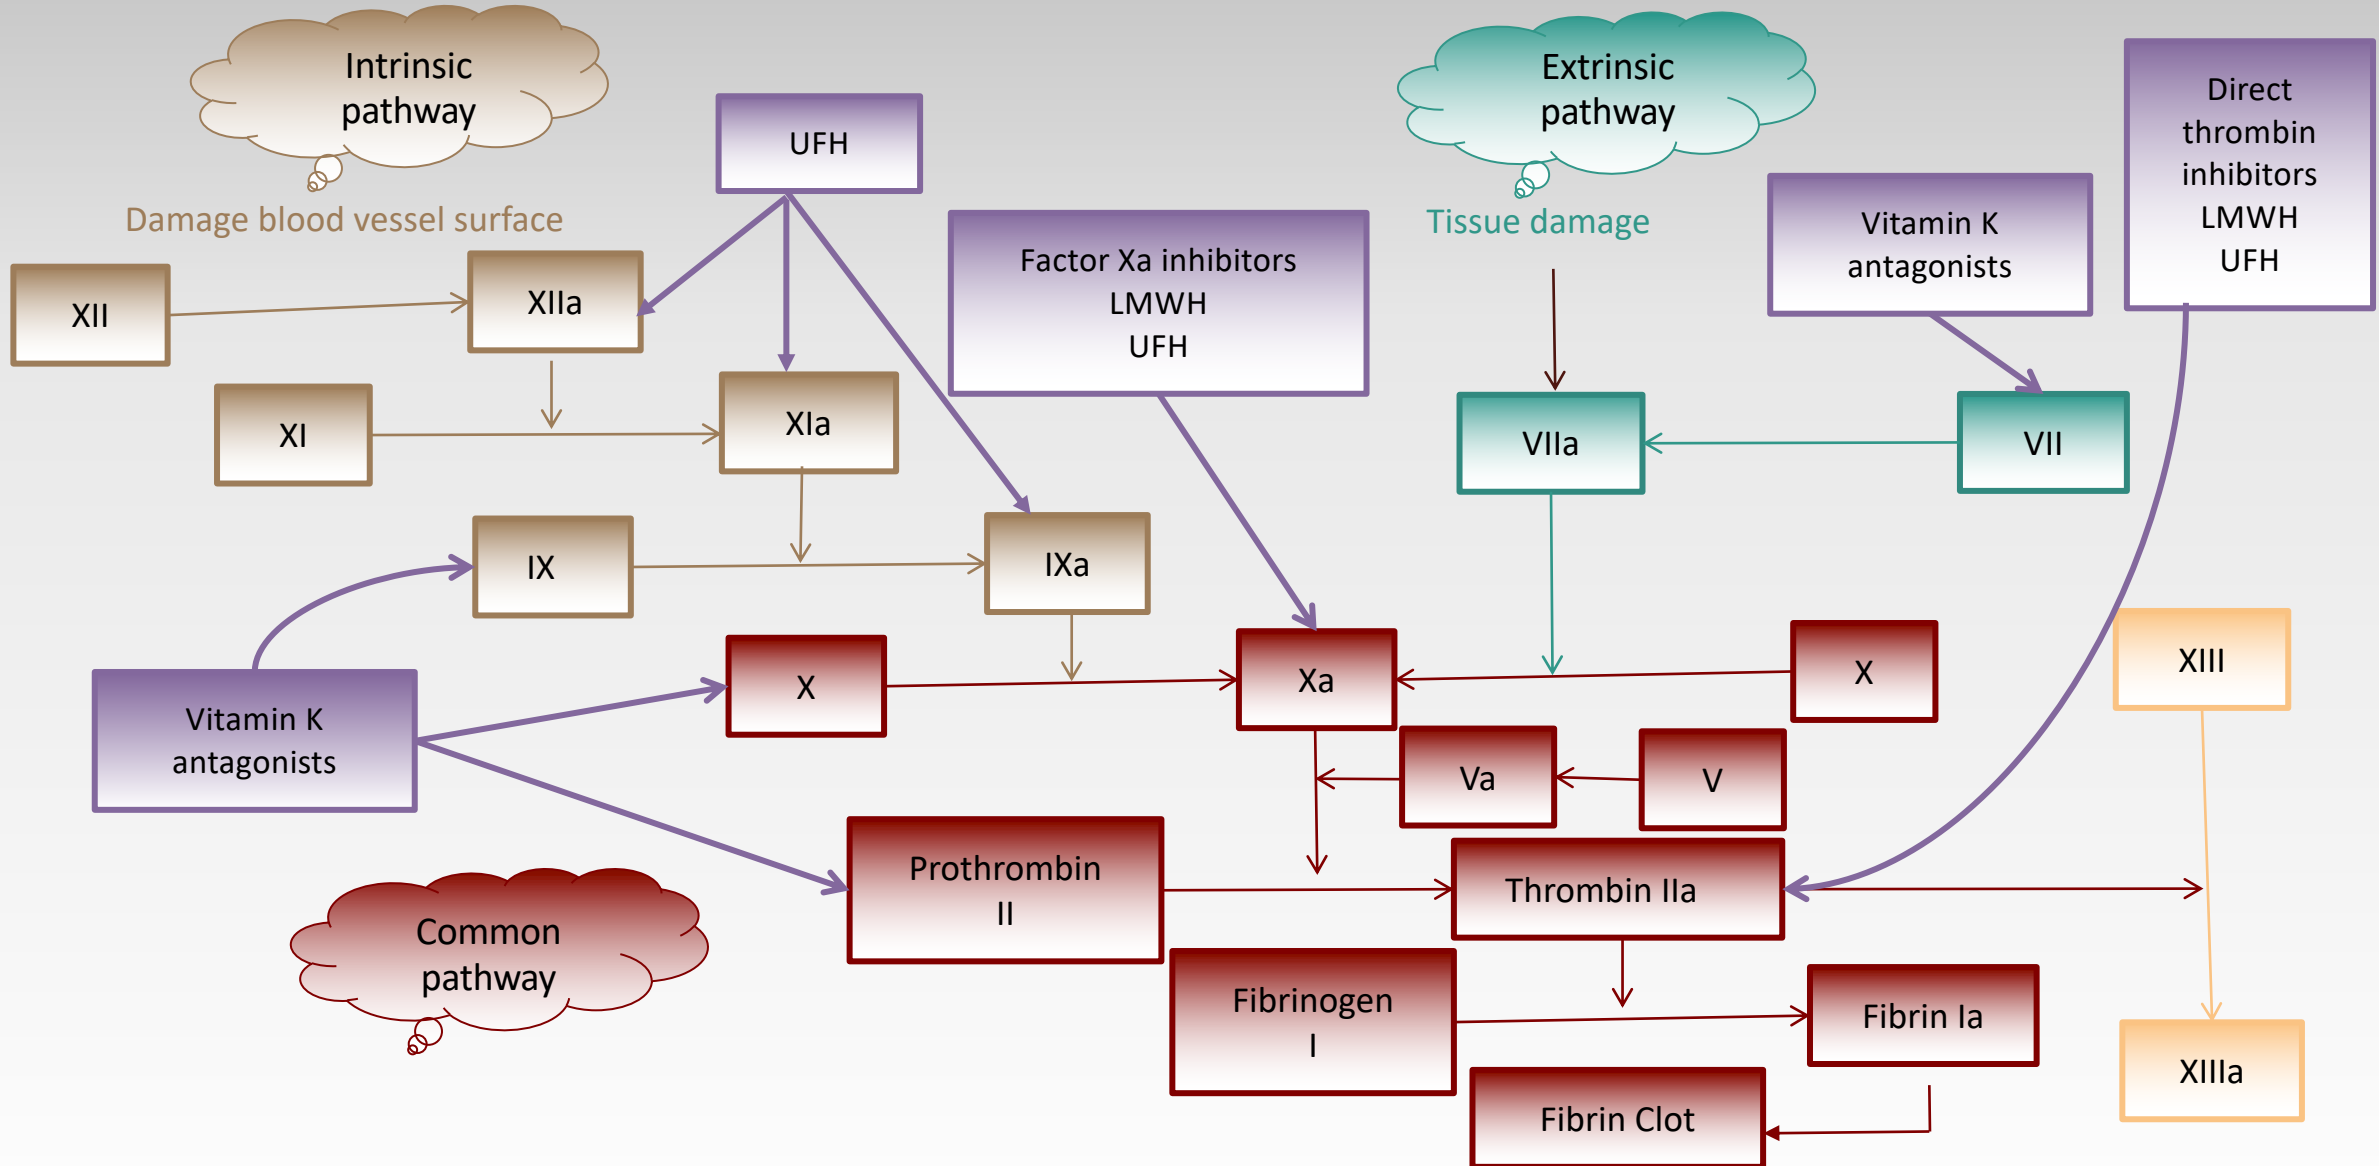 Intrinsic
pathway
Extrinsic
pathway
Direct
thrombin
inhibitors
LMWH
UFH
UFH
Damage blood vessel surface
Tissue damage
Vitamin K
antagonists
Factor Xa inhibitors
LMWH
UFH
XII
XIIa
XI
XIa
VIIa
VII
IX
IXa
X
Xa
X
XIII
Vitamin K
antagonists
Va
V
Prothrombin
II
Thrombin IIa
Common
pathway
Fibrinogen
I
Fibrin Ia
XIIIa
Fibrin Clot